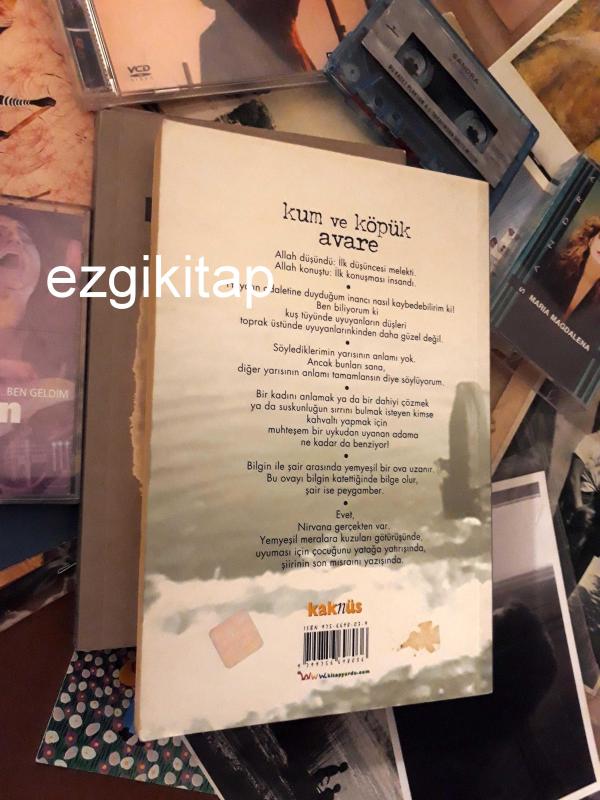 VCD
SANDRA
SANDRA
MARIA MAGDALENA
BEN GELDİM
ezgikitap
kum ve köpük
avare
Allah düşündü: İlk düşüncesi melekti.
Allah konuştu: İlk konuşması insandı.
adaletine duyduğum inancı nasıl kaybedebilirim ki!
Ben biliyorum ki
kuş tüyünde uyuyanların düşleri
toprak üstünde uyuyanlarınkinden daha güzel değil.
•
Söylediklerimin yarısının anlamı yok.
Ancak bunları sana,
diğer yarısının anlamı tamamlansın diye söylüyorum.
•
Bir kadını anlamak ya da bir dahiyi çözmek
ya da suskunluğun sırrını bulmak isteyen kimse
kahvaltı yapmak için
muhteşem bir uykudan uyanan adama
ne kadar da benziyor!
•
Bilgin ile şair arasında yemyeşil bir ova uzanır.
Bu ovayı bilgin katettiğinde bilge olur,
şair ise peygamber.
•
Evet,
Nirvana gerçekten var.
Yemyeşil meralara kuzuları götürüşünde,
uyuması için çocuğunu yatağa yatırışında,
şiirinin son mısraını yazışında.
kaknüs
www.kitapyurdu.com